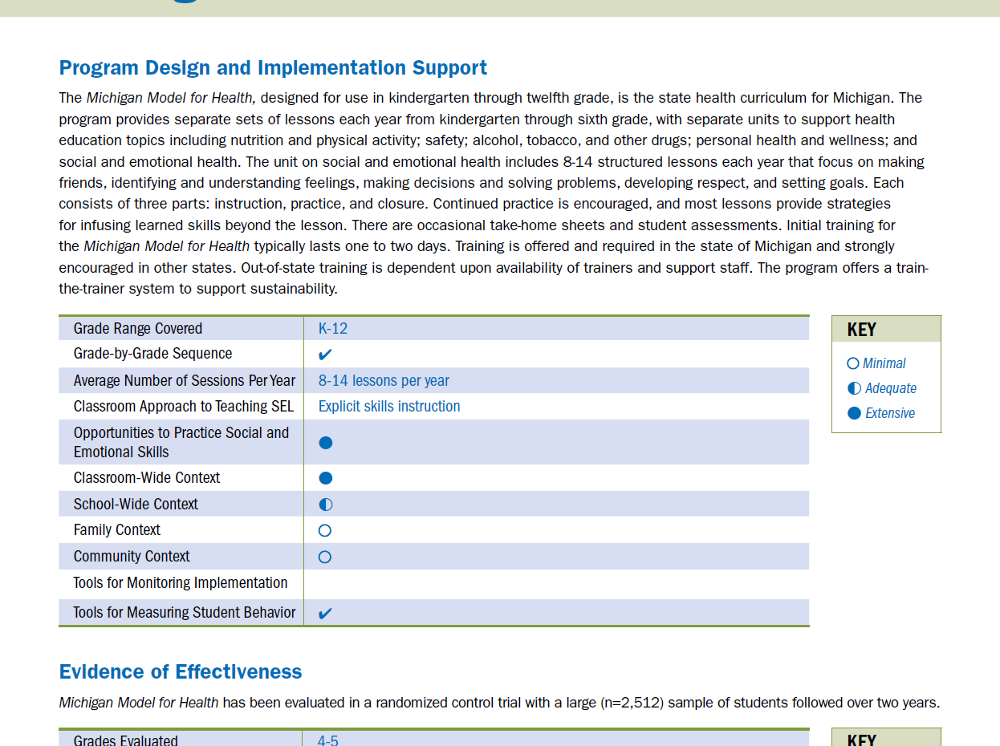 Program Design and Implementation Support
The Michigan Model for Health, designed for use in kindergarten through twelfth grade, is the state health curriculum for Michigan. The
program provides separate sets of lessons each year from kindergarten through sixth grade, with separate units to support health
education topics including nutrition and physical activity; safety; alcohol, tobacco, and other drugs; personal health and wellness; and
social and emotional health. The unit on social and emotional health includes 8-14 structured lessons each year that focus on making
friends, identifying and understanding feelings, making decisions and solving problems, developing respect, and setting goals. Each
consists of three parts: instruction, practice, and closure. Continued practice is encouraged, and most lessons provide strategies
for infusing learned skills beyond the lesson. There are occasional take-home sheets and student assessments. Initial training for
the Michigan Model for Health typically lasts one to two days. Training is offered and required in the state of Michigan and strongly
encouraged in other states. Out-of-state training is dependent upon availability of trainers and support staff. The program offers a train-
the-trainer system to support sustainability.
Grade Range Covered K-12
Grade-by-Grade Sequence ✔
Average Number of Sessions Per Year 8-14 lessons per year
Classroom Approach to Teaching SEL Explicit skills instruction
Opportunities to Practice Social and
Emotional Skills ●
Classroom-Wide Context ●
School-Wide Context ◐
Family Context ○
Community Context ○
Tools for Monitoring Implementation
Tools for Measuring Student Behavior ✔
KEY
○ Minimal
◐ Adequate
● Extensive
Evidence of Effectiveness
Michigan Model for Health has been evaluated in a randomized control trial with a large (n=2,512) sample of students followed over two years.
Grades Evaluated 4-5
KEY